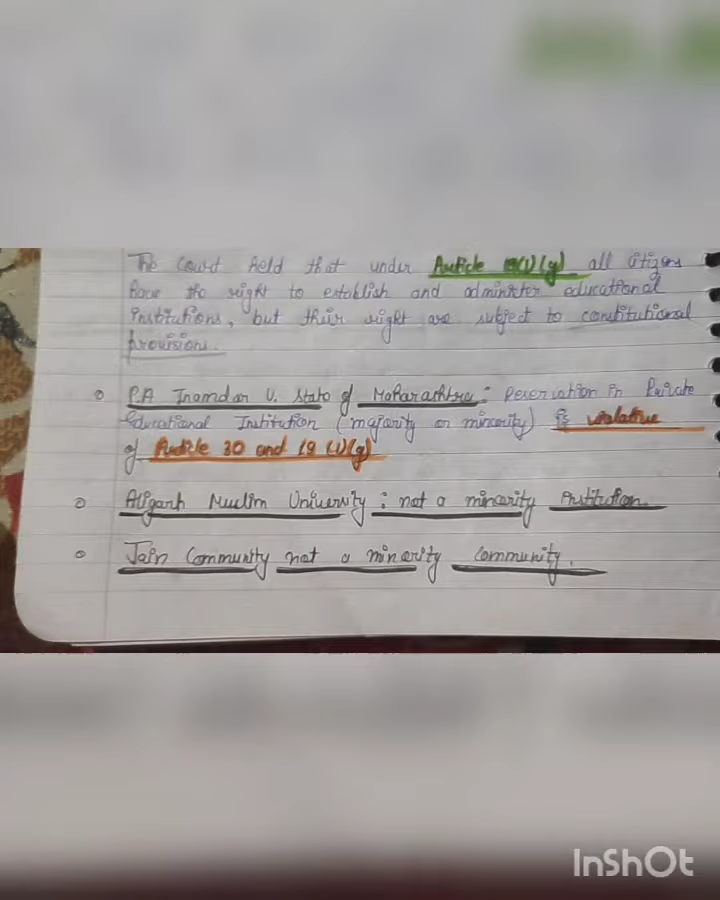 The Court held that under Article 19(1)(g) all citizens
have the right to establish and administer educational
institutions, but their right are subject to constitutional
provisions.
P.A Inamdar V. State of Maharashtra: Reservation in Private
Educational Institution (majority or minority) is violative
of Article 30 and 19(1)(g)
Aligarh Muslim University: not a minority Institution.
Jain Community not a minority community.
InShOt